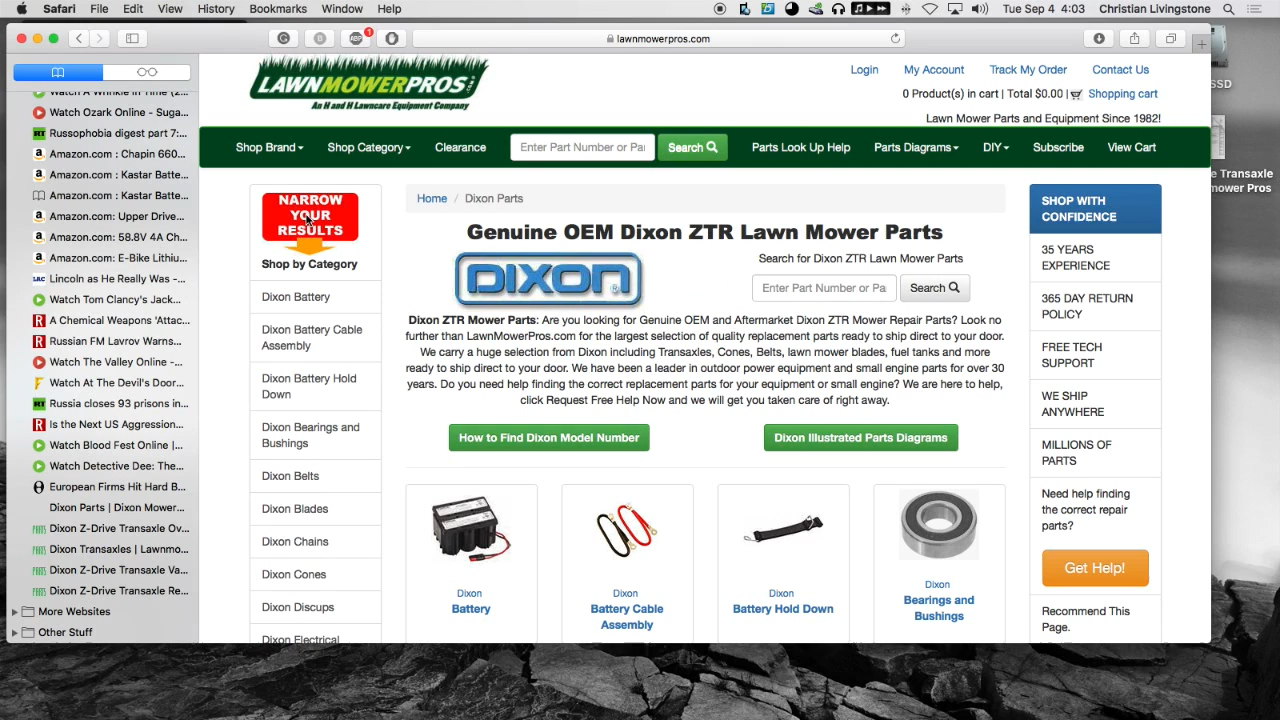 Safari File Edit View History Bookmarks Window Help Tue Sep 4 4:03 Christian Livingstone
ABP 1 lawnmowerpros.com
Watch A Wrinkle in Time (2...
Watch Ozark Online - Suga...
Russophobia digest part 7:...
Amazon.com : Chapin 660...
Amazon.com : Kastar Batte...
Amazon.com : Kastar Batte...
Amazon.com: Upper Drive...
Amazon.com: 58.8V 4A Ch...
Amazon.com: E-Bike Lithiu...
Lincoln as He Really Was -...
Watch Tom Clancy's Jack...
A Chemical Weapons 'Attac...
Russian FM Lavrov Warns...
Watch The Valley Online -...
Watch At The Devil's Door...
Russia closes 93 prisons in...
Is the Next US Aggression...
Watch Blood Fest Online |...
Watch Detective Dee: The...
European Firms Hit Hard B...
Dixon Parts | Dixon Mower...
Dixon Z-Drive Transaxle Ov...
Dixon Transaxles | Lawnmo...
Dixon Z-Drive Transaxle Va...
Dixon Z-Drive Transaxle Re...
More Websites
Other Stuff
LAWNMOWERPROS.com
An H and H Lawncare Equipment Company
Login My Account Track My Order Contact Us
0 Product(s) in cart | Total $0.00 | Shopping cart
Lawn Mower Parts and Equipment Since 1982!
Shop Brand Shop Category Clearance Enter Part Number or Pa Search Parts Look Up Help Parts Diagrams DIY Subscribe View Cart
NARROW
YOUR
RESULTS
Shop by Category
Dixon Battery
Dixon Battery Cable
Assembly
Dixon Battery Hold
Down
Dixon Bearings and
Bushings
Dixon Belts
Dixon Blades
Dixon Chains
Dixon Cones
Dixon Discups
Dixon Electrical
Home / Dixon Parts
Genuine OEM Dixon ZTR Lawn Mower Parts
DIXON ®
Search for Dixon ZTR Lawn Mower Parts
Enter Part Number or Pa Search
Dixon ZTR Mower Parts: Are you looking for Genuine OEM and Aftermarket Dixon ZTR Mower Repair Parts? Look no
further than LawnMowerPros.com for the largest selection of quality replacement parts ready to ship direct to your door.
We carry a huge selection from Dixon including Transaxles, Cones, Belts, lawn mower blades, fuel tanks and more
ready to ship direct to your door. We have been a leader in outdoor power equipment and small engine parts for over 30
years. Do you need help finding the correct replacement parts for your equipment or small engine? We are here to help,
click Request Free Help Now and we will get you taken care of right away.
How to Find Dixon Model Number Dixon Illustrated Parts Diagrams
Dixon
Battery
Dixon
Battery Cable
Assembly
Dixon
Battery Hold Down
Dixon
Bearings and
Bushings
SHOP WITH
CONFIDENCE
35 YEARS
EXPERIENCE
365 DAY RETURN
POLICY
FREE TECH
SUPPORT
WE SHIP
ANYWHERE
MILLIONS OF
PARTS
Need help finding
the correct repair
parts?
Get Help!
Recommend This
Page.
SSD
e Transaxle
mower Pros